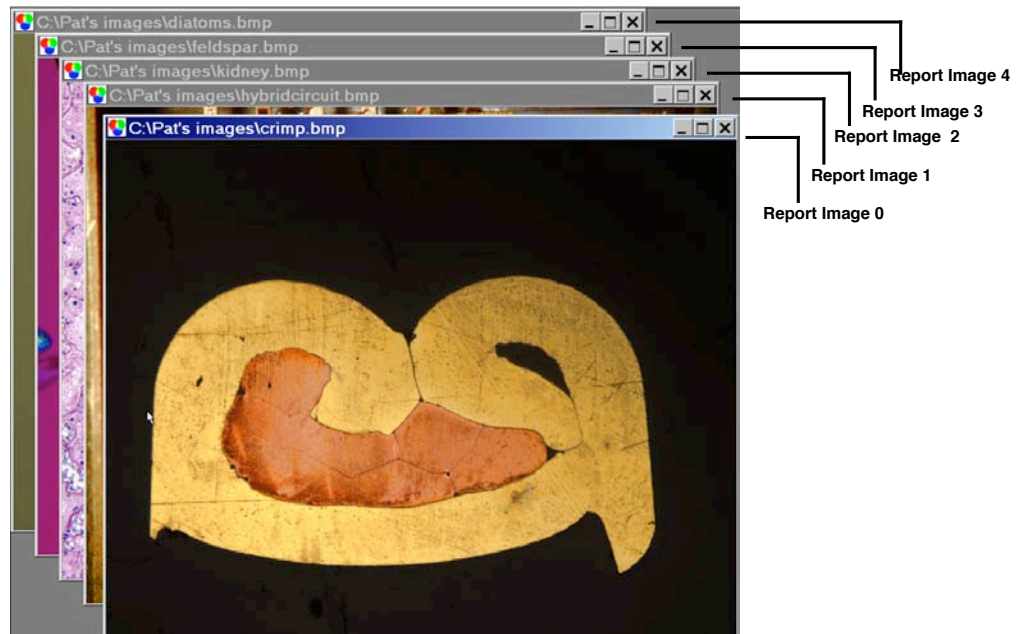 C:\Pat's images\diatoms.bmp
C:\Pat's images\feldspar.bmp
C:\Pat's images\kidney.bmp
C:\Pat's images\hybridcircuit.bmp
C:\Pat's images\crimp.bmp
Report Image 4
Report Image 3
Report Image 2
Report Image 1
Report Image 0